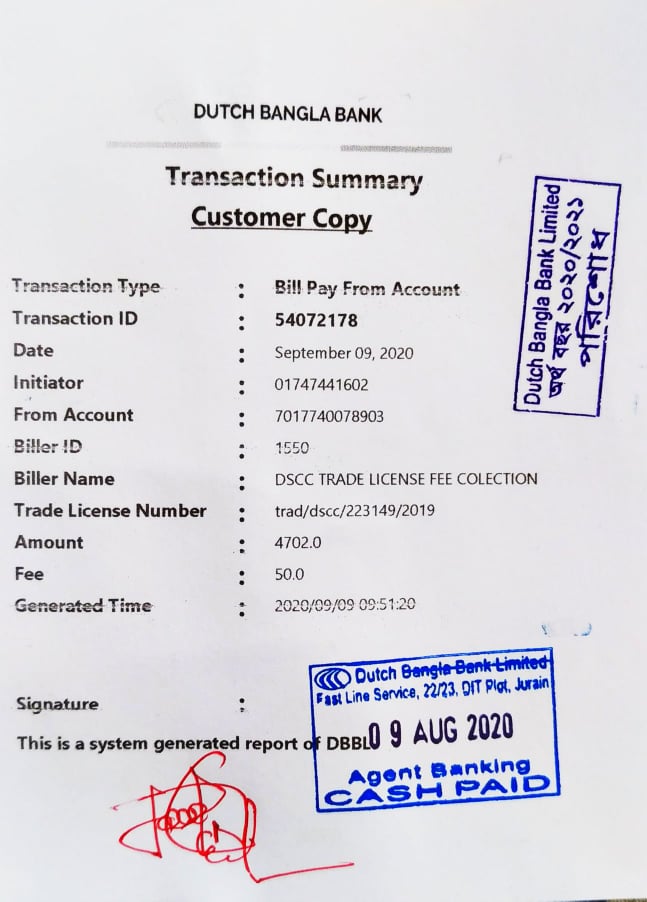 DUTCH BANGLA BANK
Transaction Summary
Customer Copy
Dutch Bangla Bank Limited
অর্থ বছর ২০২০/২০২১
পরিশোধ
Transaction Type : Bill Pay From Account
Transaction ID : 54072178
Date : September 09, 2020
Initiator : 01747441602
From Account : 7017740078903
Biller ID : 1550
Biller Name : DSCC TRADE LICENSE FEE COLECTION
Trade License Number : trad/dscc/223149/2019
Amount : 4702.0
Fee : 50.0
Generated Time : 2020/09/09 09:51:20
Signature :
This is a system generated report of DBBL
Dutch Bangla Bank Limited
Fast Line Service, 22/23, DIT Plot, Jurain
09 AUG 2020
Agent Banking
CASH PAID